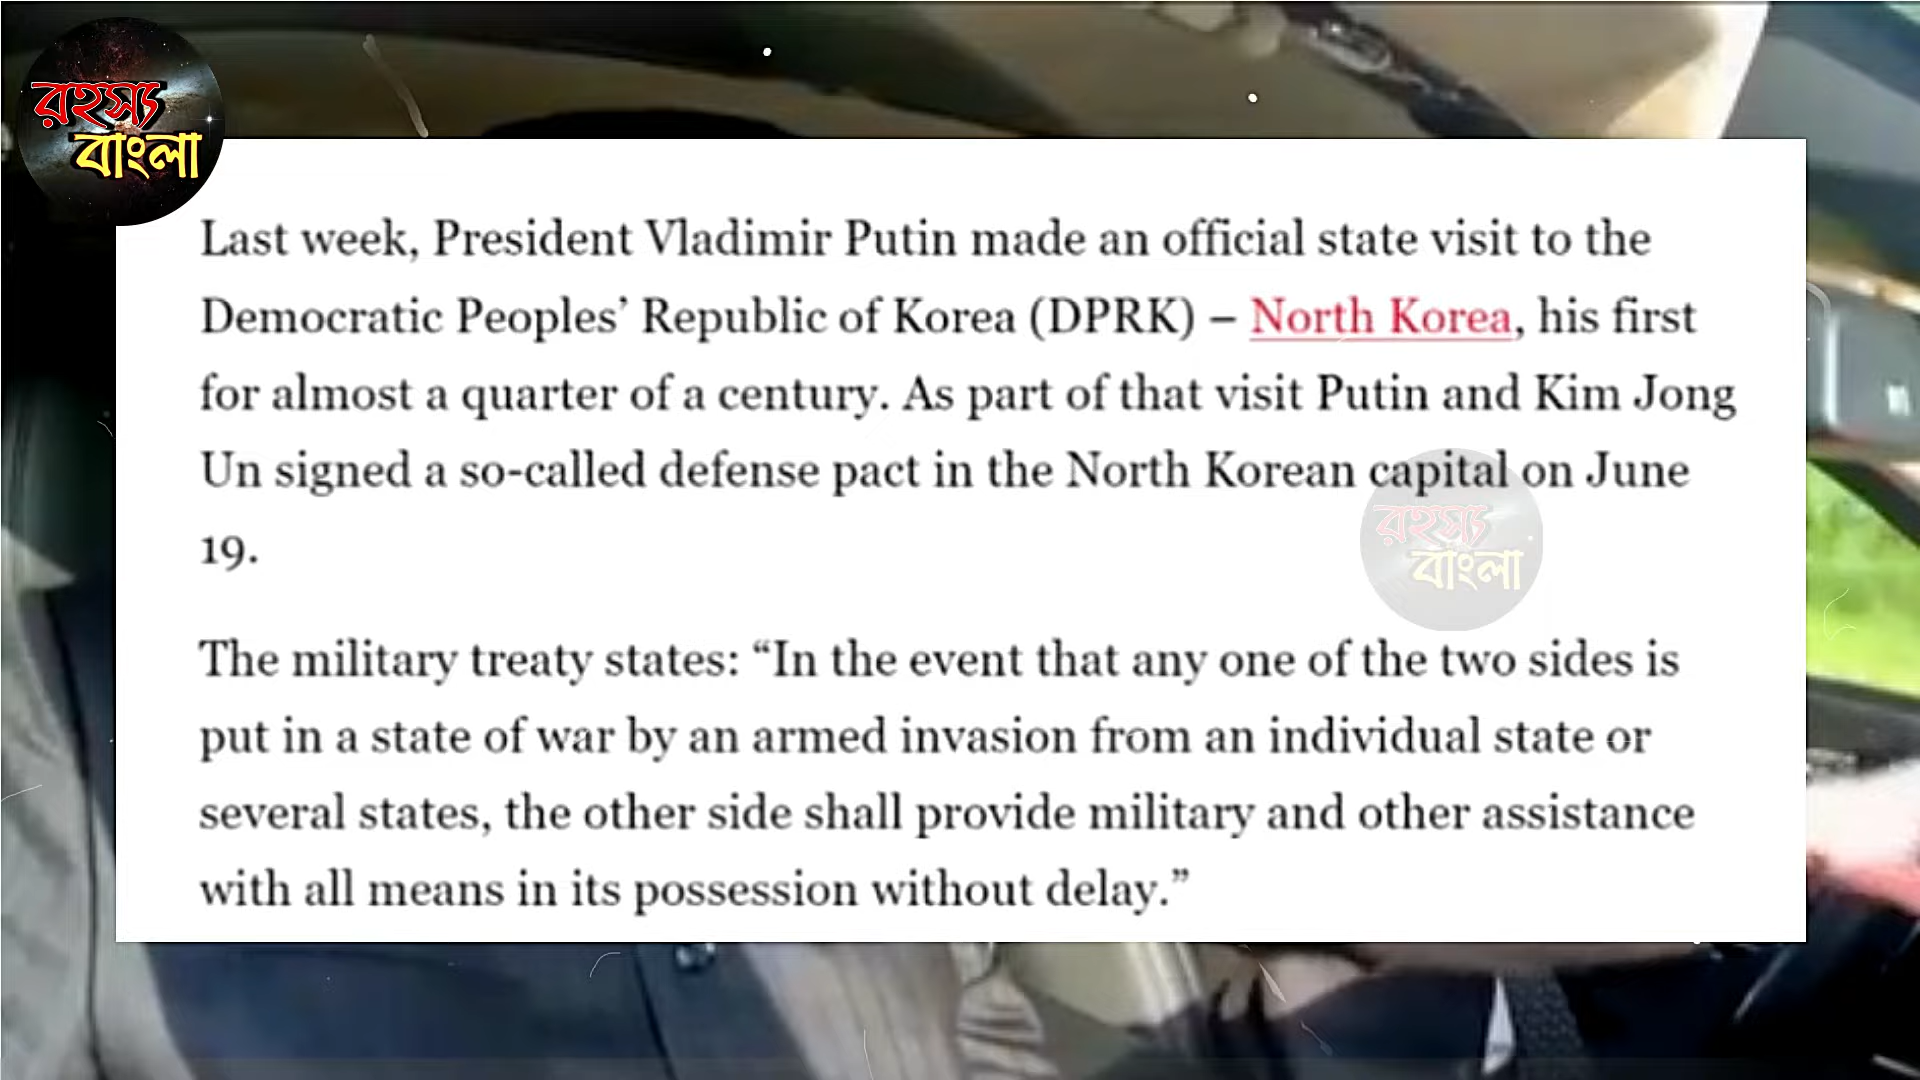 রহস্য
বাংলা
Last week, President Vladimir Putin made an official state visit to the
Democratic Peoples’ Republic of Korea (DPRK) – North Korea, his first
for almost a quarter of a century. As part of that visit Putin and Kim Jong
Un signed a so-called defense pact in the North Korean capital on June
19.
রহস্য
বাংলা
The military treaty states: “In the event that any one of the two sides is
put in a state of war by an armed invasion from an individual state or
several states, the other side shall provide military and other assistance
with all means in its possession without delay.”